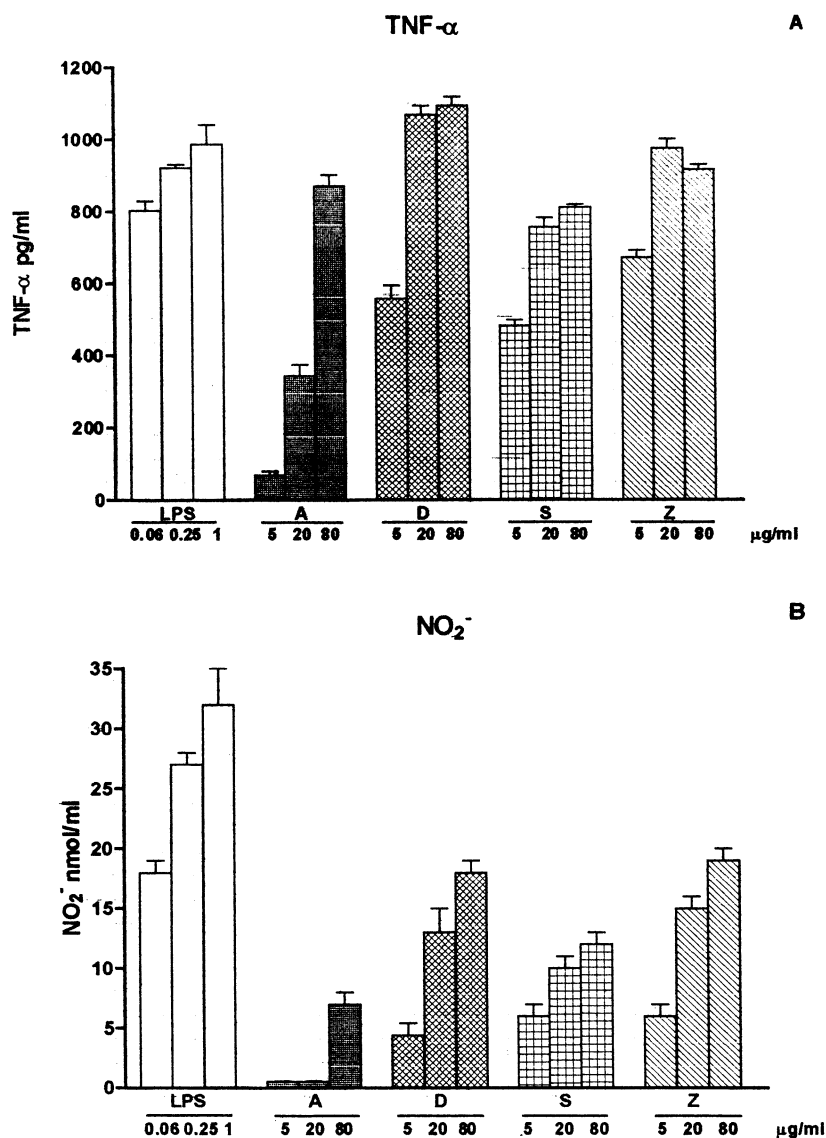 TNF-α
A
1200
1000
800
600
400
200
0
TNF-α pg/ml
LPS A D S Z
0.06 0.25 1 5 20 80 5 20 80 5 20 80 5 20 80 µg/ml
B
NO₂⁻
35
30
25
20
15
10
5
0
NO₂⁻ nmol/ml
LPS A D S Z
0.06 0.25 1 5 20 80 5 20 80 5 20 80 5 20 80 µg/ml